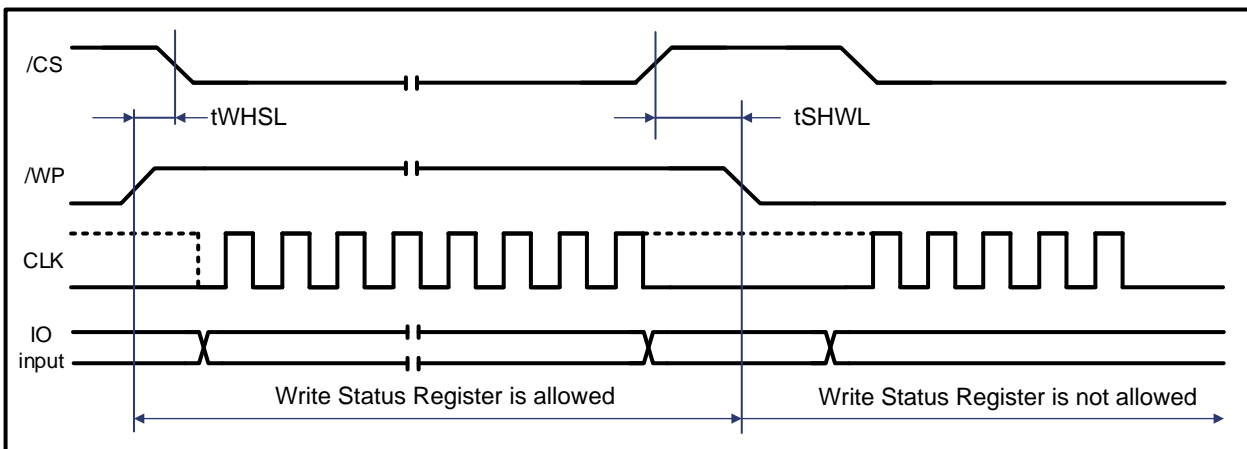 /CS
tWHSL
tSHWL
/WP
CLK
IO
input
Write Status Register is allowed
Write Status Register is not allowed